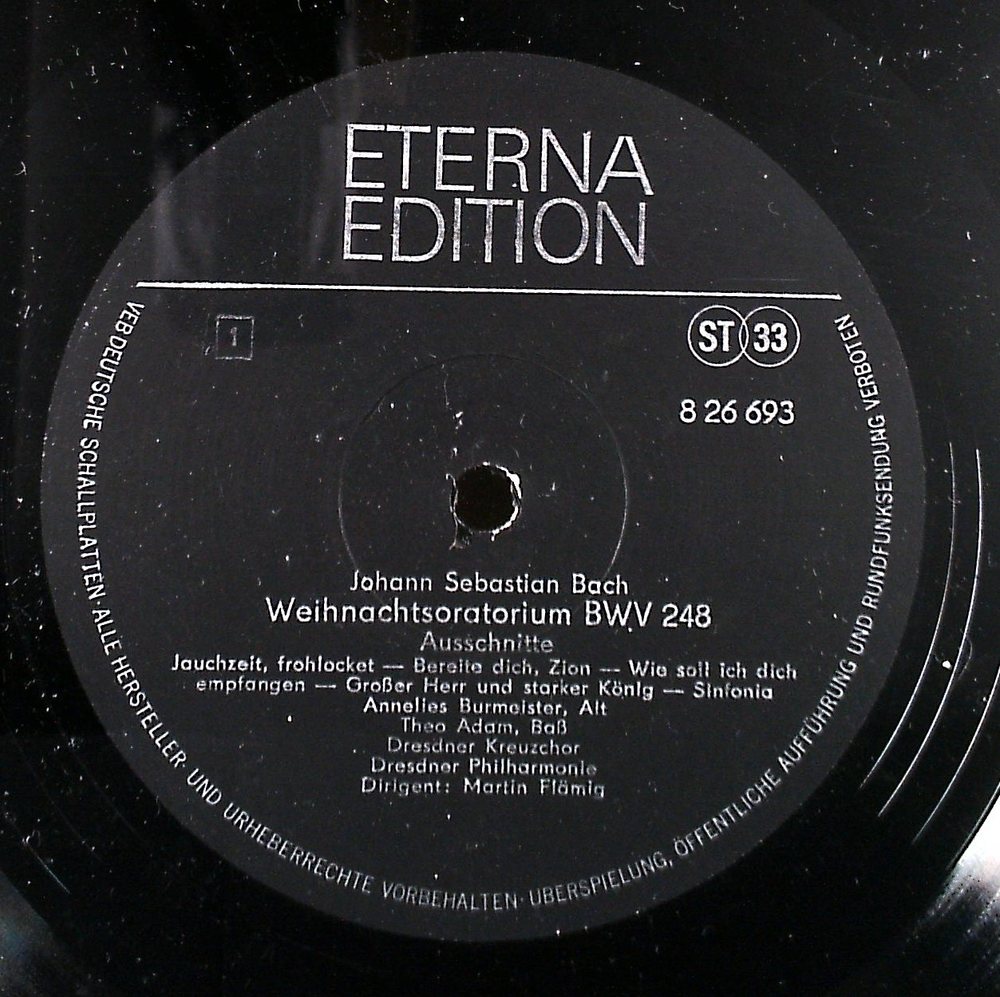 ETERNA
EDITION
1
ST 33
8 26 693
Johann Sebastian Bach
Weihnachtsoratorium BWV 248
Ausschnitte
Jauchzeit, frohlocket — Bereite dich, Zion — Wie soll ich dich
empfangen — Großer Herr und starker König — Sinfonia
Annelies Burmeister, Alt
Theo Adam, Baß
Dresdner Kreuzchor
Dresdner Philharmonie
Dirigent: Martin Flämig
VEB DEUTSCHE SCHALLPLATTEN · ALLE HERSTELLER- UND URHEBERRECHTE VORBEHALTEN · ÜBERSPIELUNG, ÖFFENTLICHE AUFFÜHRUNG UND RUNDFUNKSENDUNG VERBOTEN